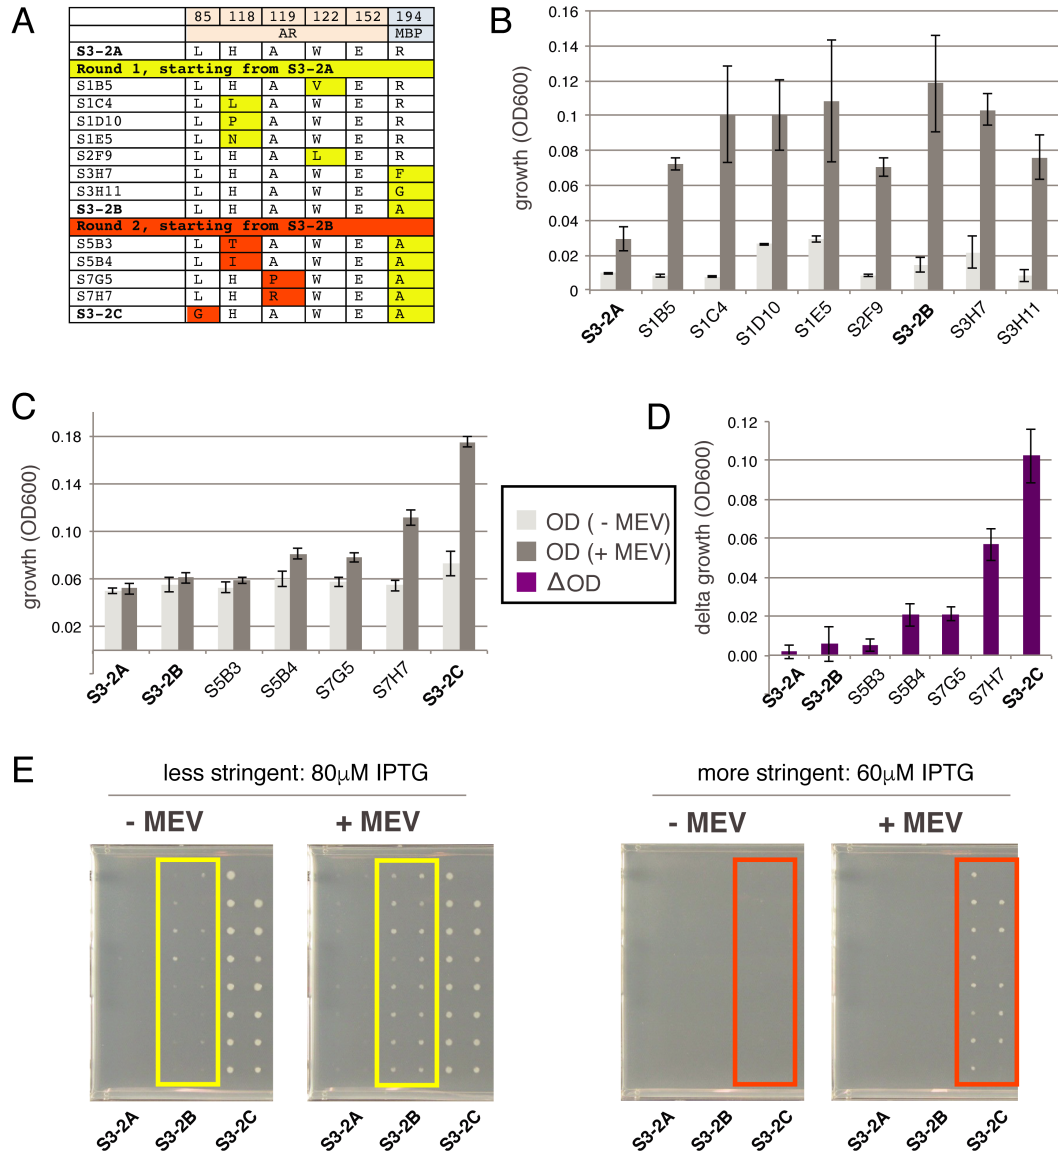 A
85 118 119 122 152 194
AR MBP
S3-2A L H A W E R
Round 1, starting from S3-2A
S1B5 L H A V E R
S1C4 L L A W E R
S1D10 L P A W E R
S1E5 L N A W E R
S2F9 L H A L E R
S3H7 L H A W E F
S3H11 L H A W E G
S3-2B L H A W E A
Round 2, starting from S3-2B
S5B3 L T A W E A
S5B4 L I A W E A
S7G5 L H P W E A
S7H7 L H R W E A
S3-2C G H A W E A
B
growth (OD600)
0.16
0.14
0.12
0.1
0.08
0.06
0.04
0.02
0
S3-2A S1B5 S1C4 S1D10 S1E5 S2F9 S3-2B S3H7 S3H11
C
growth (OD600)
0.18
0.14
0.10
0.06
0.02
S3-2A S3-2B S5B3 S5B4 S7G5 S7H7 S3-2C
OD ( - MEV)
OD (+ MEV)
ΔOD
D
delta growth (OD600)
0.12
0.10
0.08
0.06
0.04
0.02
0.00
S3-2A S3-2B S5B3 S5B4 S7G5 S7H7 S3-2C
E
less stringent: 80µM IPTG
- MEV + MEV
S3-2A S3-2B S3-2C S3-2A S3-2B S3-2C
more stringent: 60µM IPTG
- MEV + MEV
S3-2A S3-2B S3-2C S3-2A S3-2B S3-2C